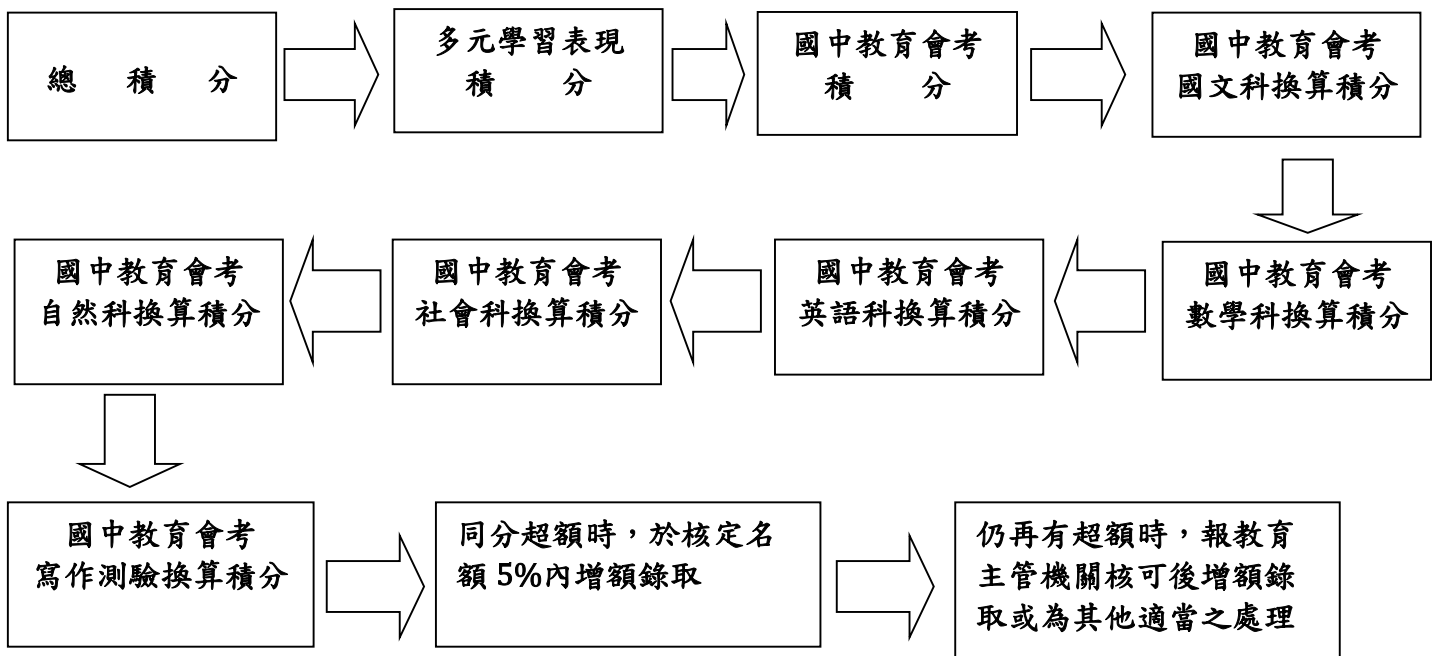 總 積 分
多元學習表現
積 分
國中教育會考
積 分
國中教育會考
國文科換算積分
國中教育會考
數學科換算積分
國中教育會考
英語科換算積分
國中教育會考
社會科換算積分
國中教育會考
自然科換算積分
國中教育會考
寫作測驗換算積分
同分超額時，於核定名
額 5%內增額錄取
仍再有超額時，報教育
主管機關核可後增額錄
取或為其他適當之處理